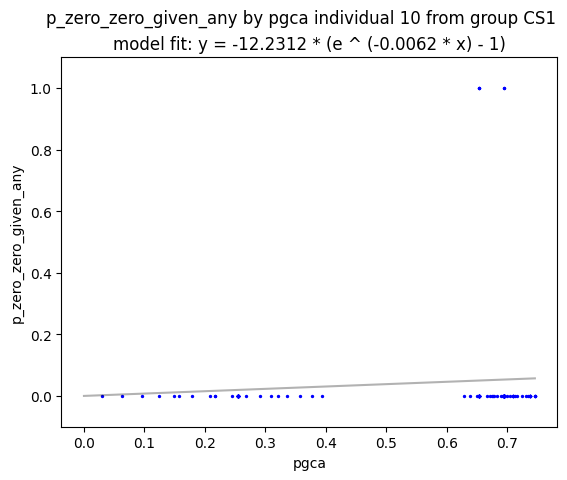 p_zero_zero_given_any by pgca individual 10 from group CS1
model fit: y = -12.2312 * (e ^ (-0.0062 * x) - 1)
1.0
0.8
0.6
0.4
0.2
0.0
p_zero_zero_given_any
0.0 0.1 0.2 0.3 0.4 0.5 0.6 0.7
pgca